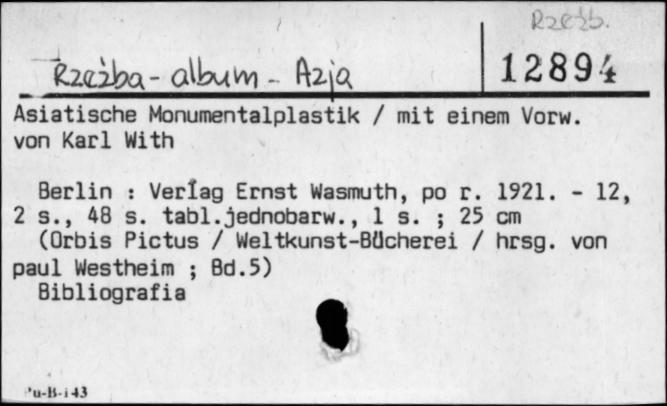 Rzeźb.
Rzeźba - album - Azja
12894
Asiatische Monumentalplastik / mit einem Vorw.
von Karl With
Berlin : Verlag Ernst Wasmuth, po r. 1921. - 12,
2 s., 48 s. tabl.jednobarw., 1 s. ; 25 cm
(Orbis Pictus / Weltkunst-Bücherei / hrsg. von
paul Westheim ; Bd.5)
Bibliografia
Pu-B-143